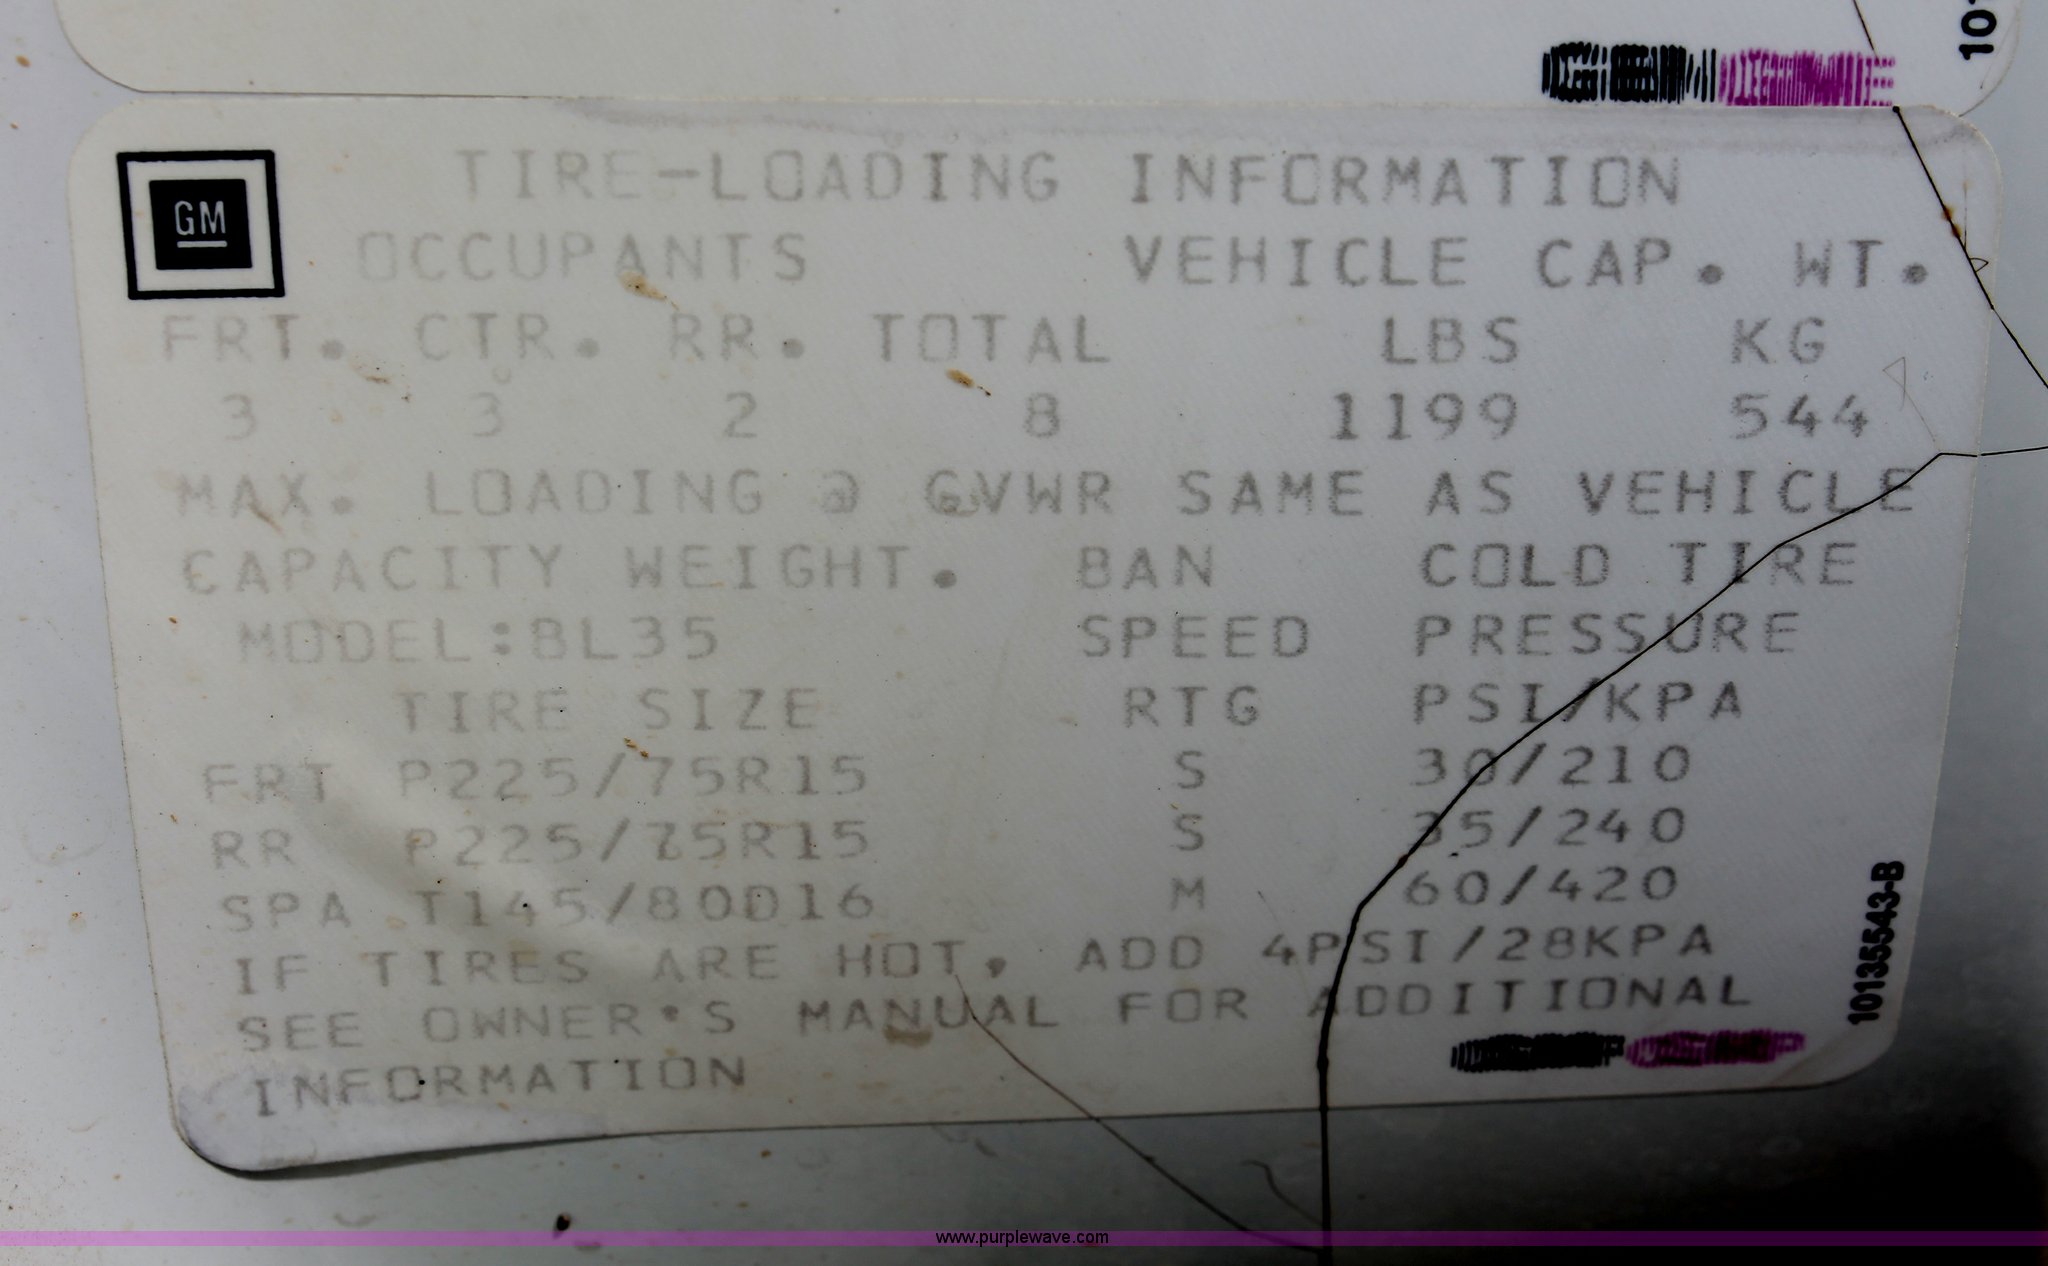 101
GM
TIRE-LOADING INFORMATION
OCCUPANTS VEHICLE CAP. WT.
FRT. CTR. RR. TOTAL LBS KG
3 3 2 8 1199 544
MAX. LOADING @ GVWR SAME AS VEHICLE
CAPACITY WEIGHT. BAN COLD TIRE
MODEL:BL35 SPEED PRESSURE
TIRE SIZE RTG PSI/KPA
FRT P225/75R15 S 30/210
RR P225/75R15 S 35/240
SPA T145/80D16 M 60/420
IF TIRES ARE HOT, ADD 4PSI/28KPA
SEE OWNER'S MANUAL FOR ADDITIONAL
INFORMATION
10135543-B
www.purplewave.com